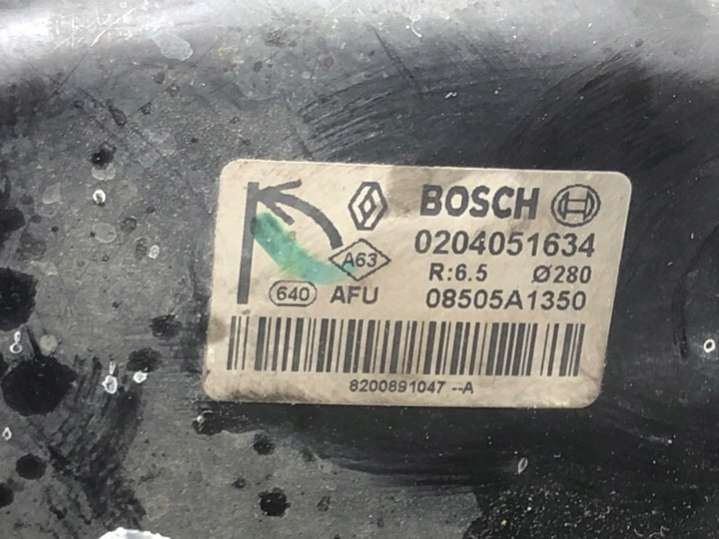 BOSCH
0204051634
A63
R:6.5 Ø280
640 AFU 08505A1350
8200891047 --A